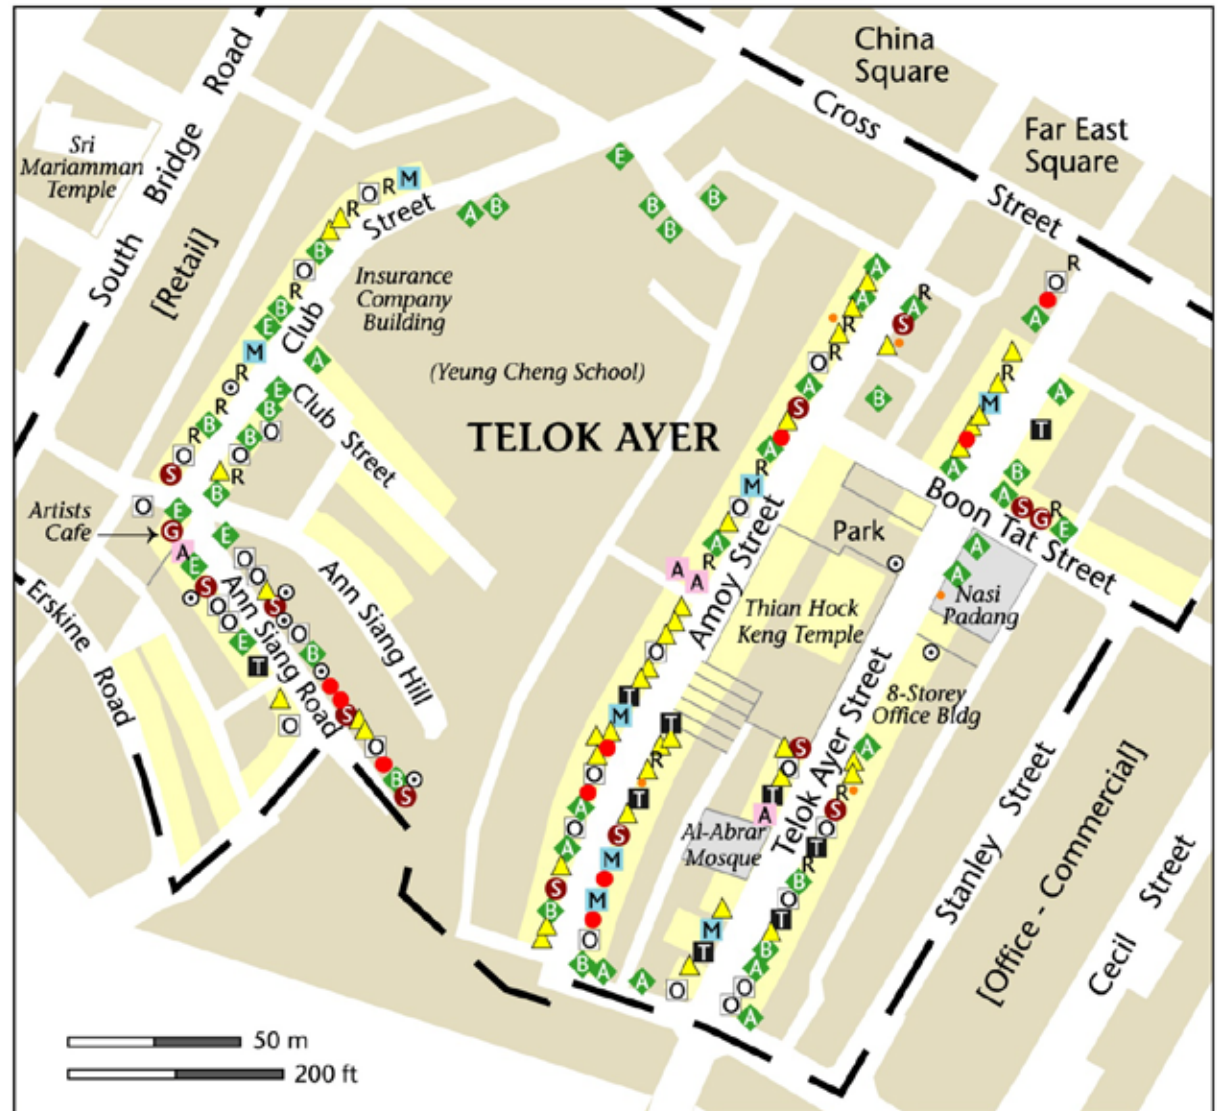 China
Square
Cross
Far East
Square
Street
South Bridge Road
Sri
Mariamman
Temple
[Retail]
Club Street
Insurance
Company
Building
(Yeung Cheng School)
TELOK AYER
Club Street
Artists
Cafe
Erskine Road
Ann Siang Road
Ann Siang Hill
Amoy Street
Park
Boon Tat Street
Thian Hock
Keng Temple
Nasi
Padang
8-Storey
Office Bldg
Telok Ayer Street
Al-Abrar
Mosque
Stanley Street
[Office - Commercial]
Cecil Street
50 m
200 ft